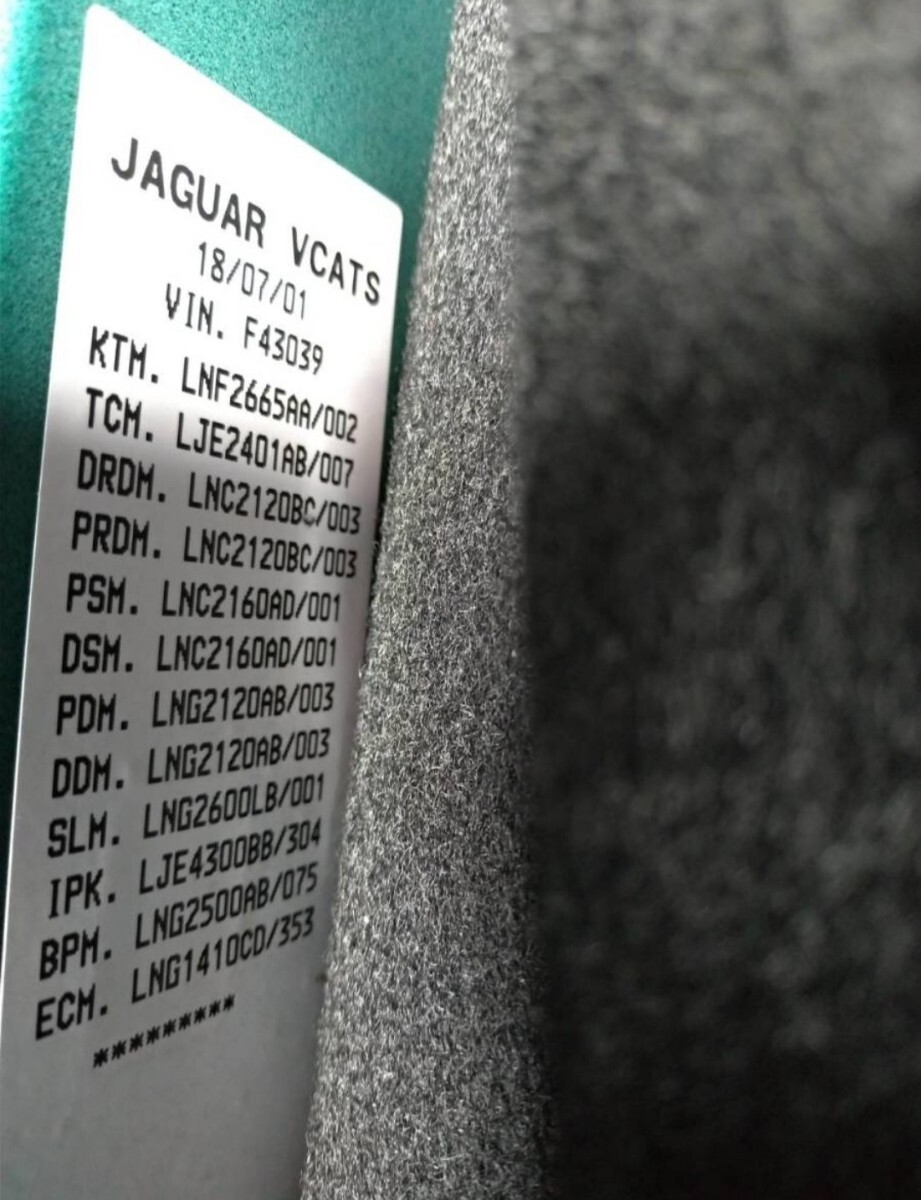 JAGUAR VCATS
18/07/01
VIN. F43039
KTM. LNF2665AA/002
TCM. LJE2401AB/007
DRDM. LNC2120BC/003
PRDM. LNC2120BC/003
PSM. LNC2160AD/001
DSM. LNC2160AD/001
PDM. LNG2120AB/003
DDM. LNG2120AB/003
SLM. LNG2600LB/001
IPK. LJE4300BB/304
BPM. LNG2500AB/075
ECM. LNG1410CD/353
*********